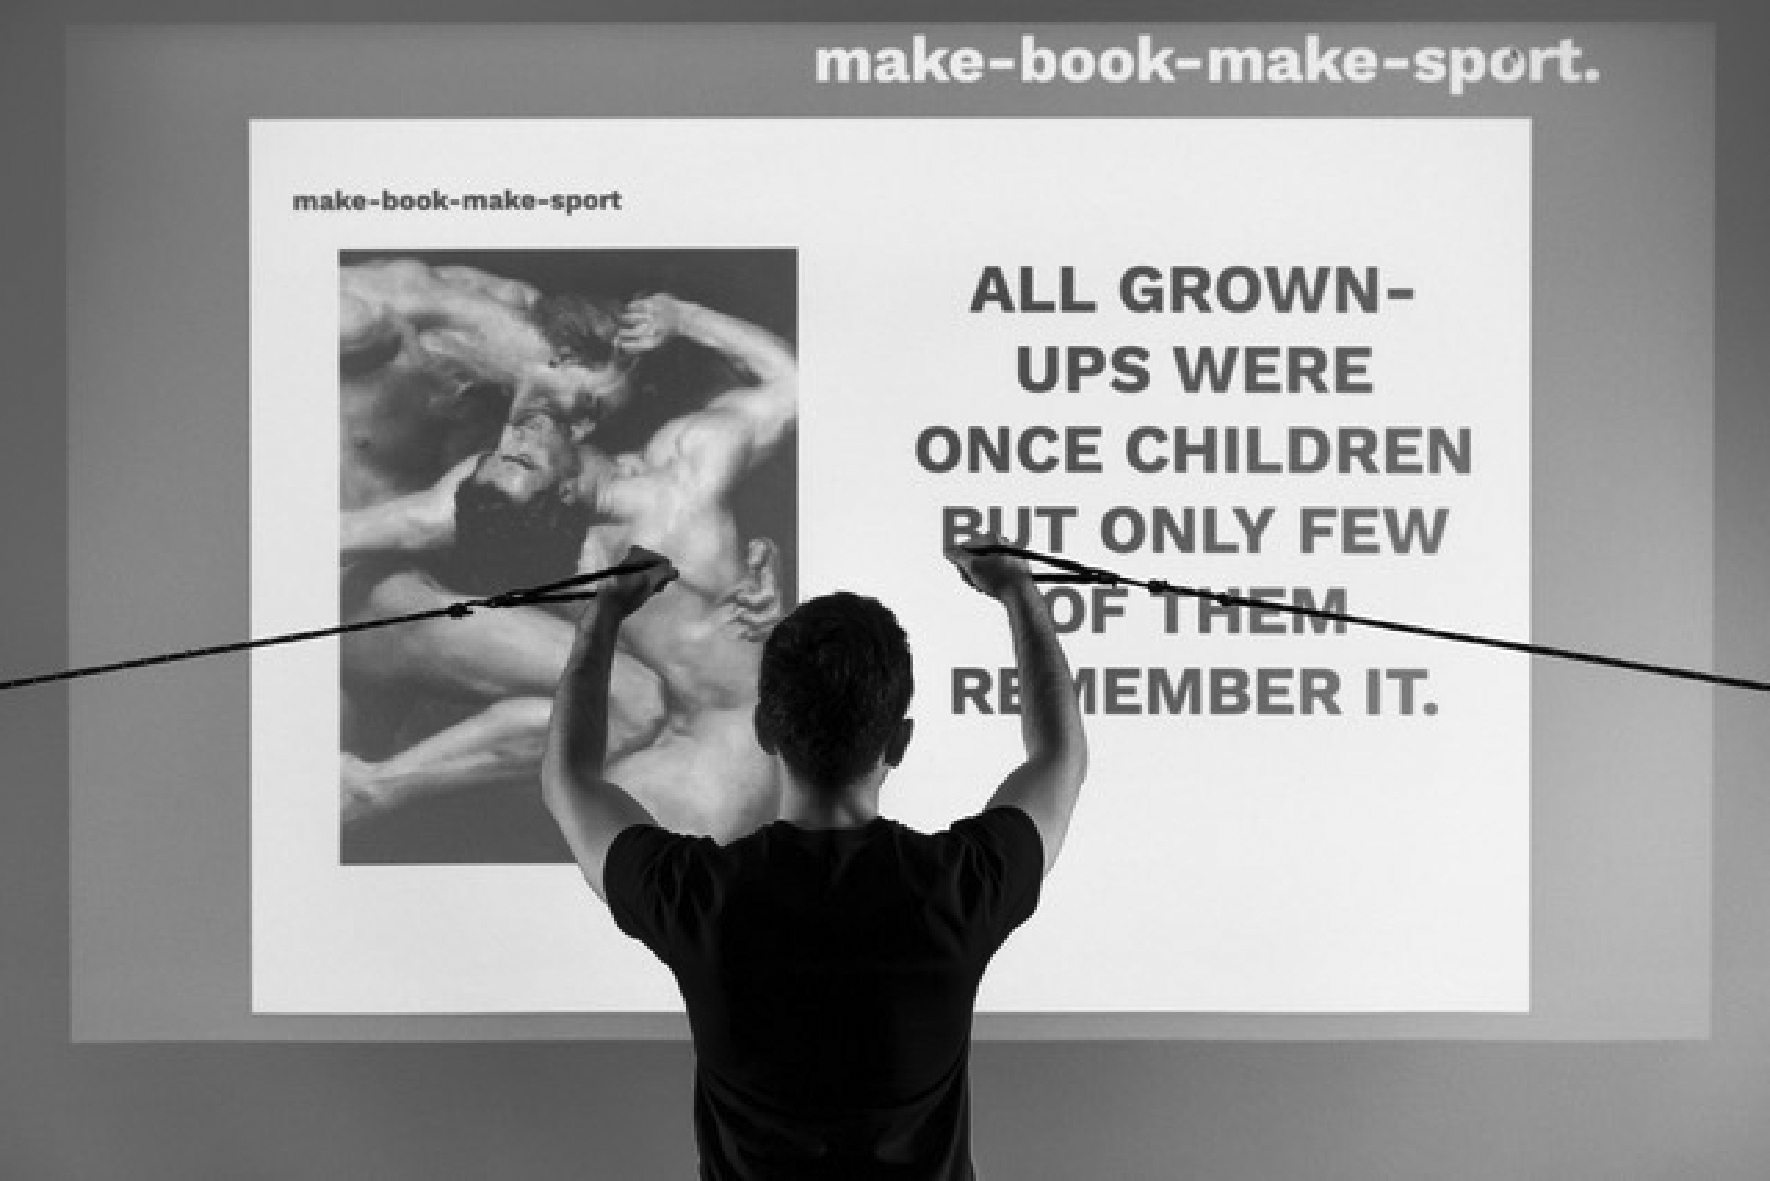 make-book-make-sport.
make-book-make-sport
ALL GROWN-
UPS WERE
ONCE CHILDREN
BUT ONLY FEW
OF THEM
REMEMBER IT.